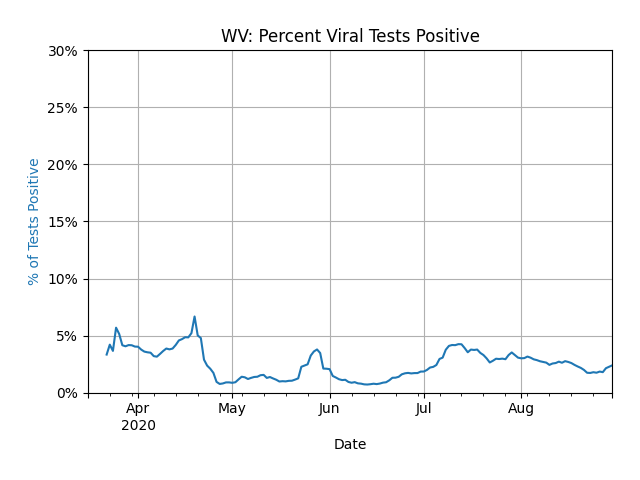 WV: Percent Viral Tests Positive
30%
25%
20%
15%
10%
5%
0%
% of Tests Positive
Apr May Jun Jul Aug
2020
Date